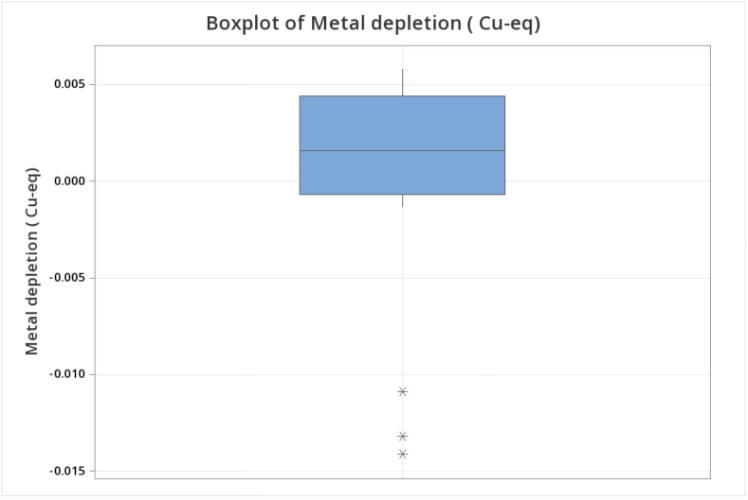 Boxplot of Metal depletion ( Cu-eq)
Metal depletion ( Cu-eq)
0.005
0.000
-0.005
-0.010
-0.015